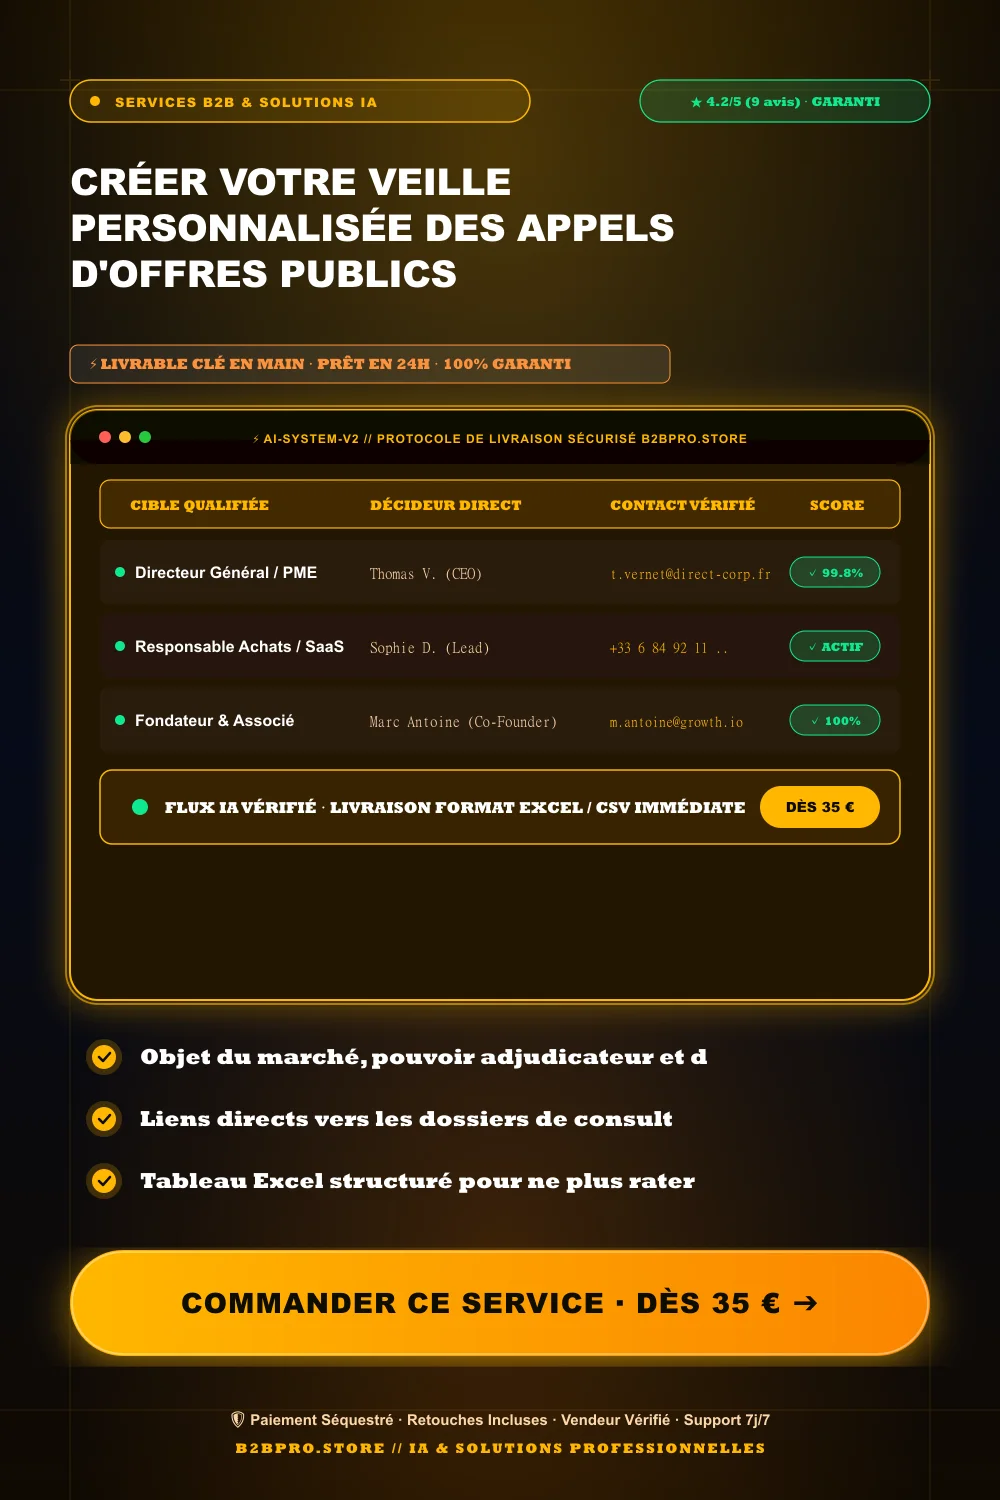 SERVICES B2B & SOLUTIONS IA
★ 4.2/5 (9 avis) · GARANTI
CRÉER VOTRE VEILLE
PERSONNALISÉE DES APPELS
D'OFFRES PUBLICS
⚡ LIVRABLE CLÉ EN MAIN · PRÊT EN 24H · 100% GARANTI
⚡ AI-SYSTEM-V2 // PROTOCOLE DE LIVRAISON SÉCURISÉ B2BPRO.STORE
CIBLE QUALIFIÉE DÉCIDEUR DIRECT CONTACT VÉRIFIÉ SCORE
Directeur Général / PME Thomas V. (CEO) t.vernet@direct-corp.fr ✓ 99.8%
Responsable Achats / SaaS Sophie D. (Lead) +33 6 84 92 11 .. ✓ ACTIF
Fondateur & Associé Marc Antoine (Co-Founder) m.antoine@growth.io ✓ 100%
FLUX IA VÉRIFIÉ · LIVRAISON FORMAT EXCEL / CSV IMMÉDIATE DÈS 35 €
Objet du marché, pouvoir adjudicateur et d
Liens directs vers les dossiers de consult
Tableau Excel structuré pour ne plus rater
COMMANDER CE SERVICE · DÈS 35 € →
🛡 Paiement Séquestré · Retouches Incluses · Vendeur Vérifié · Support 7j/7
B2BPRO.STORE // IA & SOLUTIONS PROFESSIONNELLES